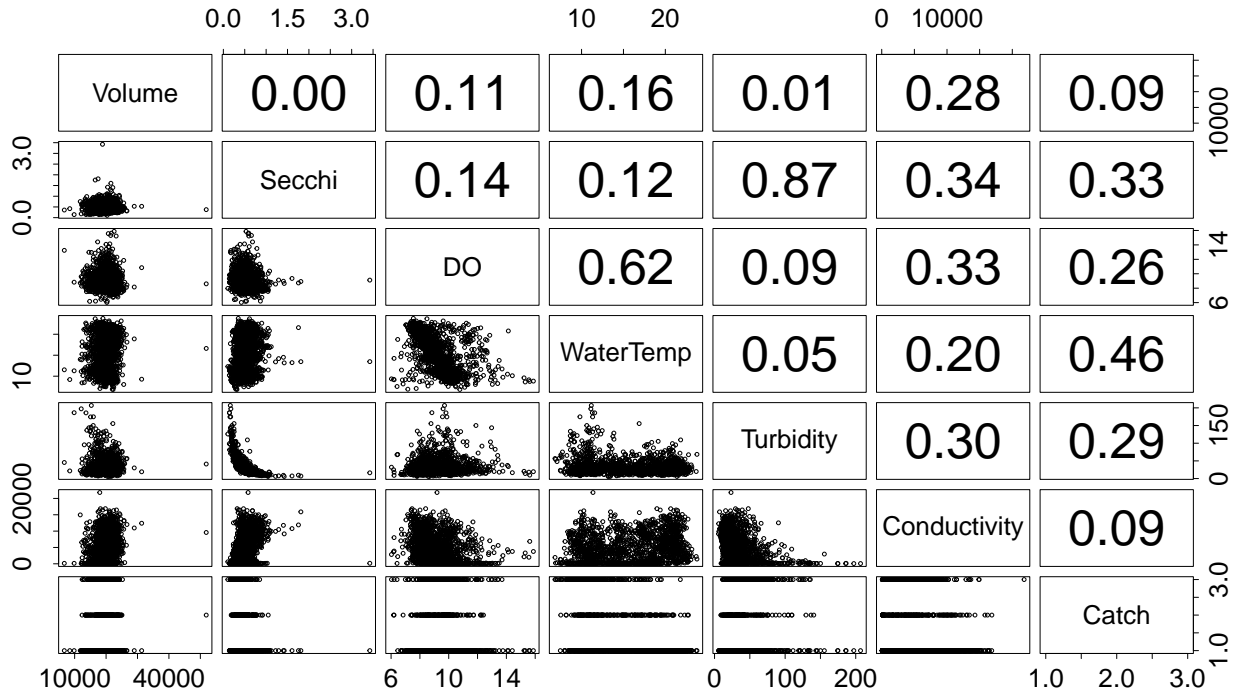 0.0 1.5 3.0 10 20 0 10000
Volume 0.00 0.11 0.16 0.01 0.28 0.09 10000
0.0 3.0 Secchi 0.14 0.12 0.87 0.34 0.33
DO 0.62 0.09 0.33 0.26 6 14
10 WaterTemp 0.05 0.20 0.46
Turbidity 0.30 0.29 0 150
0 20000 Conductivity 0.09
Catch 1.0 3.0
10000 40000 6 10 14 0 100 200 1.0 2.0 3.0